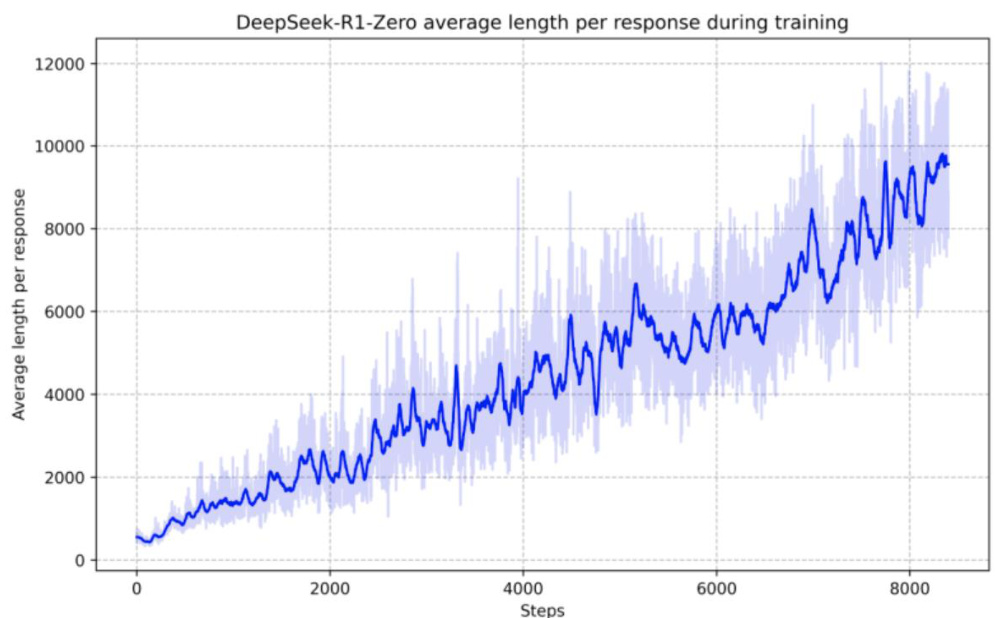 DeepSeek-R1-Zero average length per response during training
12000
10000
8000
6000
4000
2000
0
Average length per response
0 2000 4000 6000 8000
Steps